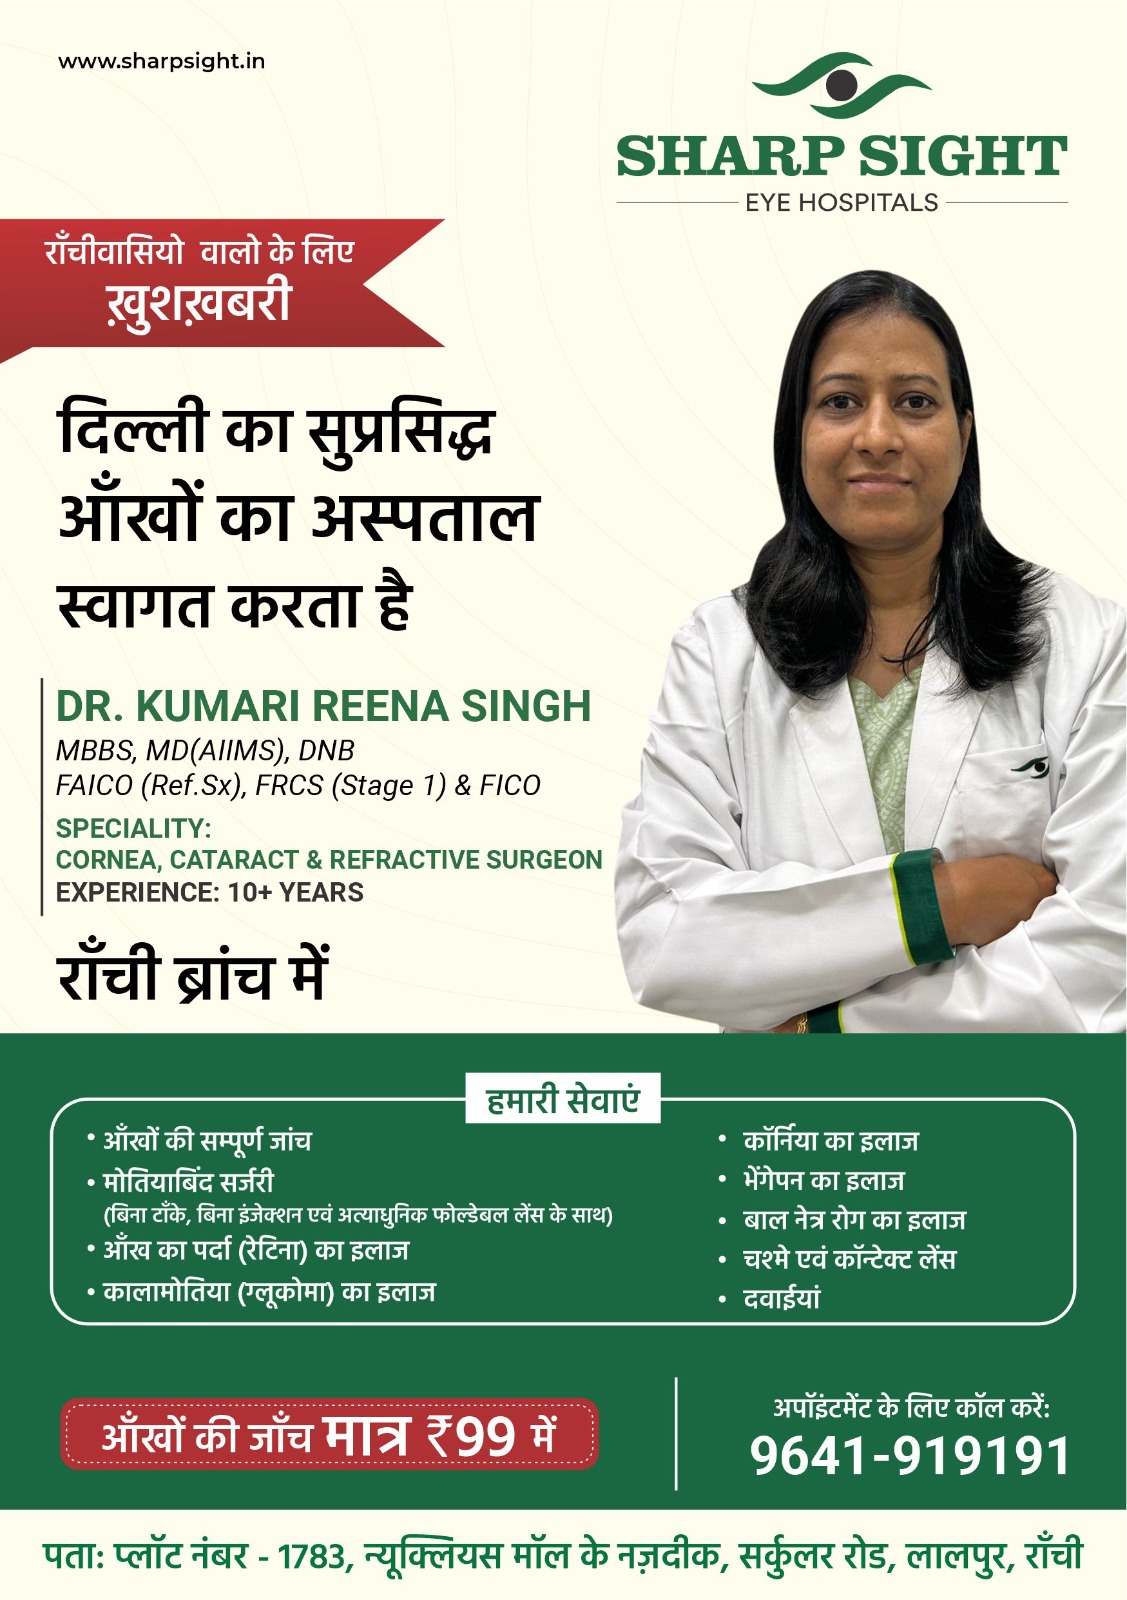 www.sharpsight.in
SHARP SIGHT
EYE HOSPITALS
राँचीवासियो वालो के लिए
ख़ुशख़बरी
दिल्ली का सुप्रसिद्ध
आँखों का अस्पताल
स्वागत करता है
DR. KUMARI REENA SINGH
MBBS, MD(AIIMS), DNB
FAICO (Ref.Sx), FRCS (Stage 1) & FICO
SPECIALITY:
CORNEA, CATARACT & REFRACTIVE SURGEON
EXPERIENCE: 10+ YEARS
राँची ब्रांच में
हमारी सेवाएं
• आँखों की सम्पूर्ण जांच
• मोतियाबिंद सर्जरी
(बिना टाँके, बिना इंजेक्शन एवं अत्याधुनिक फोल्डेबल लेंस के साथ)
• आँख का पर्दा (रेटिना) का इलाज
• कालामोतिया (ग्लूकोमा) का इलाज
• कॉर्निया का इलाज
• भेंगेपन का इलाज
• बाल नेत्र रोग का इलाज
• चश्मे एवं कॉन्टेक्ट लेंस
• दवाईयां
आँखों की जाँच मात्र ₹99 में
अपॉइंटमेंट के लिए कॉल करें:
9641-919191
पता: प्लॉट नंबर - 1783, न्यूक्लियस मॉल के नज़दीक, सर्कुलर रोड, लालपुर, राँची